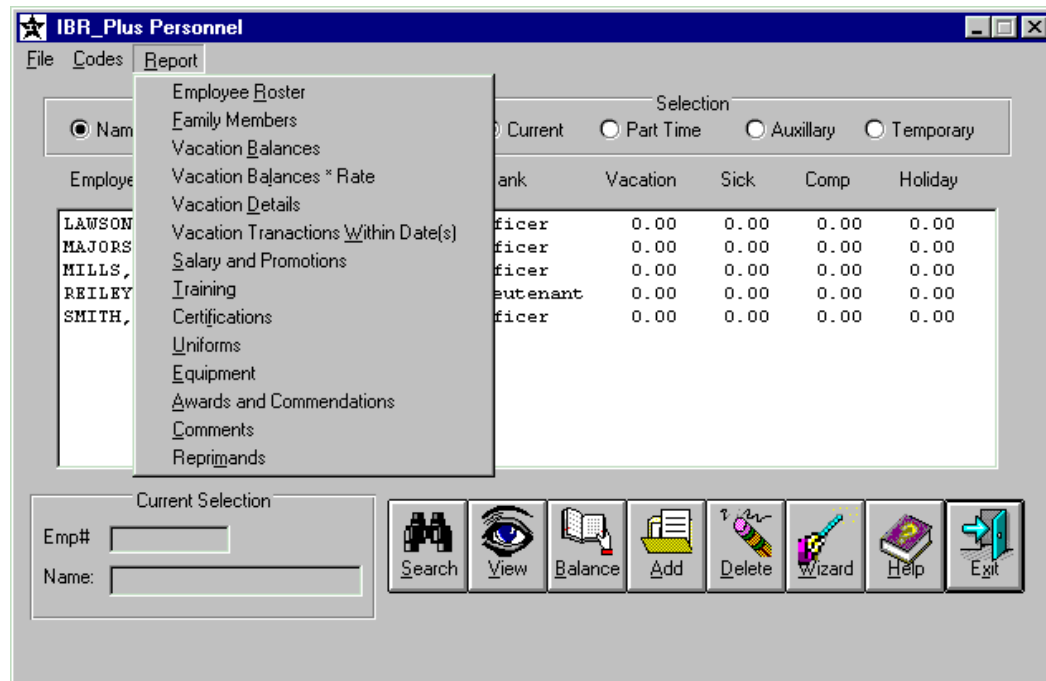 IBR_Plus Personnel
File Codes Report
Employee Roster
Family Members
Vacation Balances
Vacation Balances * Rate
Vacation Details
Vacation Tranactions Within Date(s)
Salary and Promotions
Training
Certifications
Uniforms
Equipment
Awards and Commendations
Comments
Reprimands
Selection
Nam Current Part Time Auxillary Temporary
Employe ank Vacation Sick Comp Holiday
LAWSON ficer 0.00 0.00 0.00 0.00
MAJORS ficer 0.00 0.00 0.00 0.00
MILLS, ficer 0.00 0.00 0.00 0.00
REILEY eutenant 0.00 0.00 0.00 0.00
SMITH, ficer 0.00 0.00 0.00 0.00
Current Selection
Emp#
Name:
Search View Balance Add Delete Wizard Help Exit